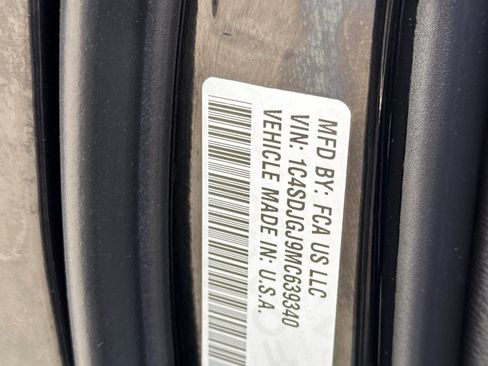 MFD BY: FCA US LLC
VIN: 1C4SDJGJ9MC639340
VEHICLE MADE IN: U.S.A.